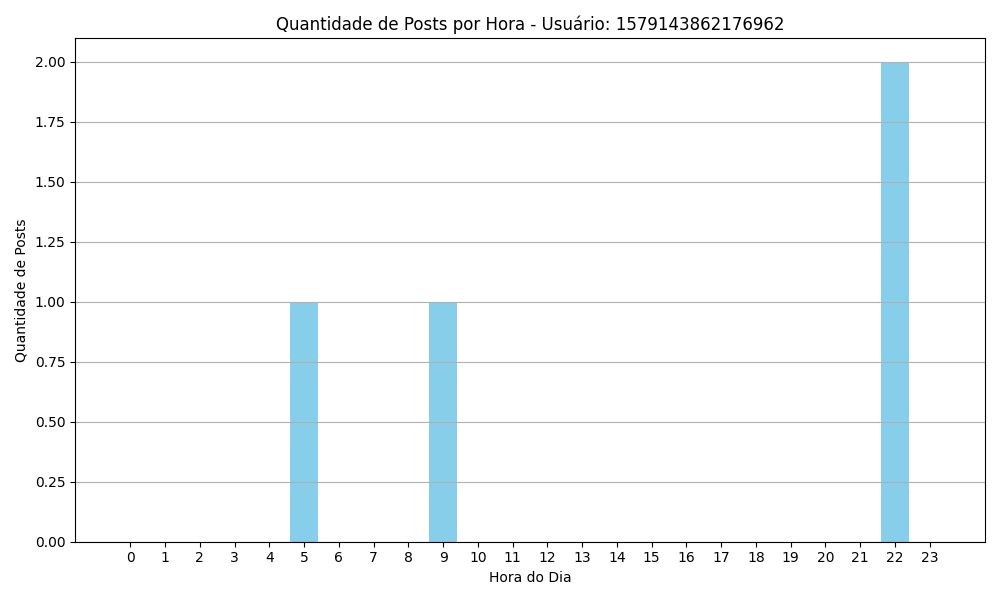 Quantidade de Posts por Hora - Usuário: 1579143862176962
Quantidade de Posts
2.00
1.75
1.50
1.25
1.00
0.75
0.50
0.25
0.00
0 1 2 3 4 5 6 7 8 9 10 11 12 13 14 15 16 17 18 19 20 21 22 23
Hora do Dia